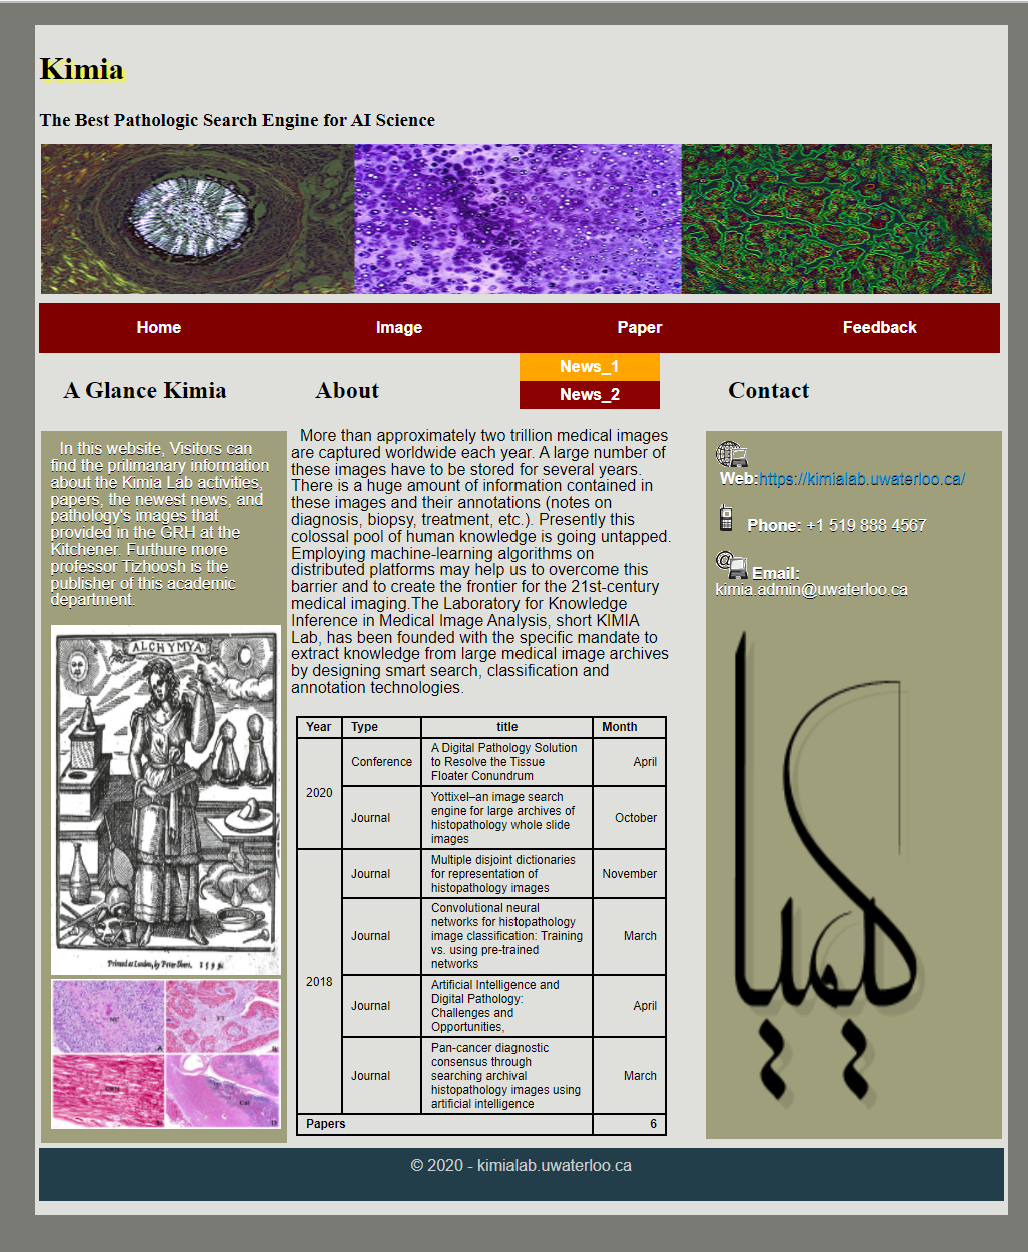 Kimia
The Best Pathologic Search Engine for AI Science
Home Image Paper Feedback
News_1
News_2
A Glance Kimia
In this website, Visitors can
find the prilimanary information
about the Kimia Lab activities,
papers, the newest news, and
pathology's images that
provided in the GRH at the
Kitchener. Furthure more
professor Tizhoosh is the
publisher of this academic
department.
ALCHYMYA
Printed at London, by Peter Short. 1599
About
More than approximately two trillion medical images
are captured worldwide each year. A large number of
these images have to be stored for several years.
There is a huge amount of information contained in
these images and their annotations (notes on
diagnosis, biopsy, treatment, etc.). Presently this
colossal pool of human knowledge is going untapped.
Employing machine-learning algorithms on
distributed platforms may help us to overcome this
barrier and to create the frontier for the 21st-century
medical imaging.The Laboratory for Knowledge
Inference in Medical Image Analysis, short KIMIA
Lab, has been founded with the specific mandate to
extract knowledge from large medical image archives
by designing smart search, classification and
annotation technologies.
Year Type title Month
2020
Conference
A Digital Pathology Solution
to Resolve the Tissue
Floater Conundrum
April
Journal
Yottixel–an image search
engine for large archives of
histopathology whole slide
images
October
2018
Journal
Multiple disjoint dictionaries
for representation of
histopathology images
November
Journal
Convolutional neural
networks for histopathology
image classification: Training
vs. using pre-trained
networks
March
Journal
Artificial Intelligence and
Digital Pathology:
Challenges and
Opportunities,
April
Journal
Pan-cancer diagnostic
consensus through
searching archival
histopathology images using
artificial intelligence
March
Papers 6
Contact
Web:https://kimialab.uwaterloo.ca/
Phone: +1 519 888 4567
Email:
kimia.admin@uwaterloo.ca
کیمیا
© 2020 - kimialab.uwaterloo.ca